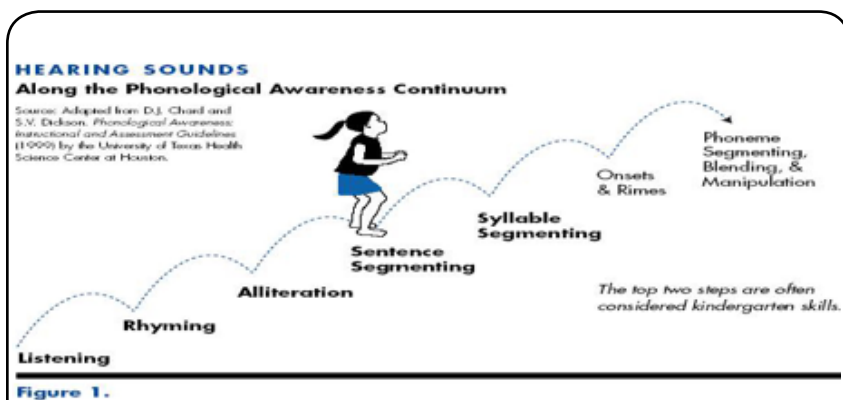 HEARING SOUNDS
Along the Phonological Awareness Continuum
Source: Adapted from D.J. Chard and
S.V. Dickson, Phonological Awareness:
Instructional and Assessment Guidelines
(1999) by the University of Texas Health
Science Center at Houston.
Phoneme
Segmenting,
Blending, &
Manipulation
Onsets
& Rimes
Syllable
Segmenting
Sentence
Segmenting
Alliteration
Rhyming
Listening
The top two steps are often
considered kindergarten skills.
Figure 1.